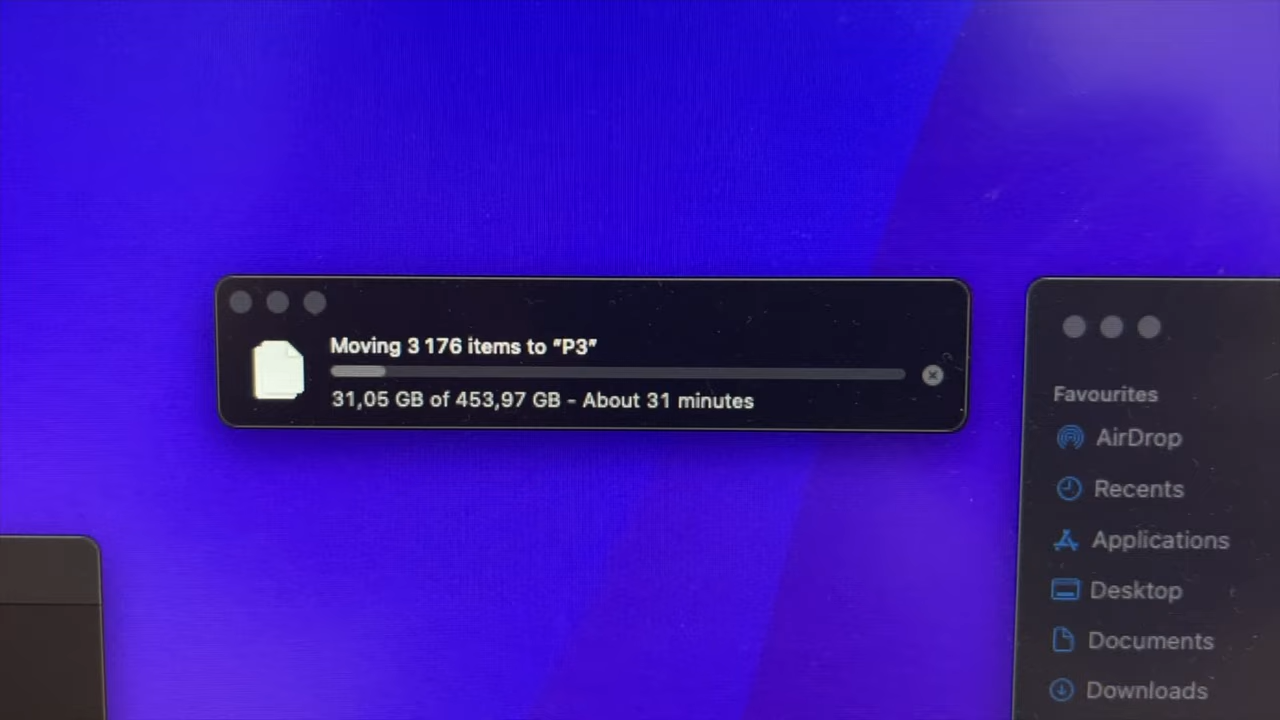 Moving 3 176 items to “P3”
31,05 GB of 453,97 GB – About 31 minutes
Favourites
AirDrop
Recents
Applications
Desktop
Documents
Downloads